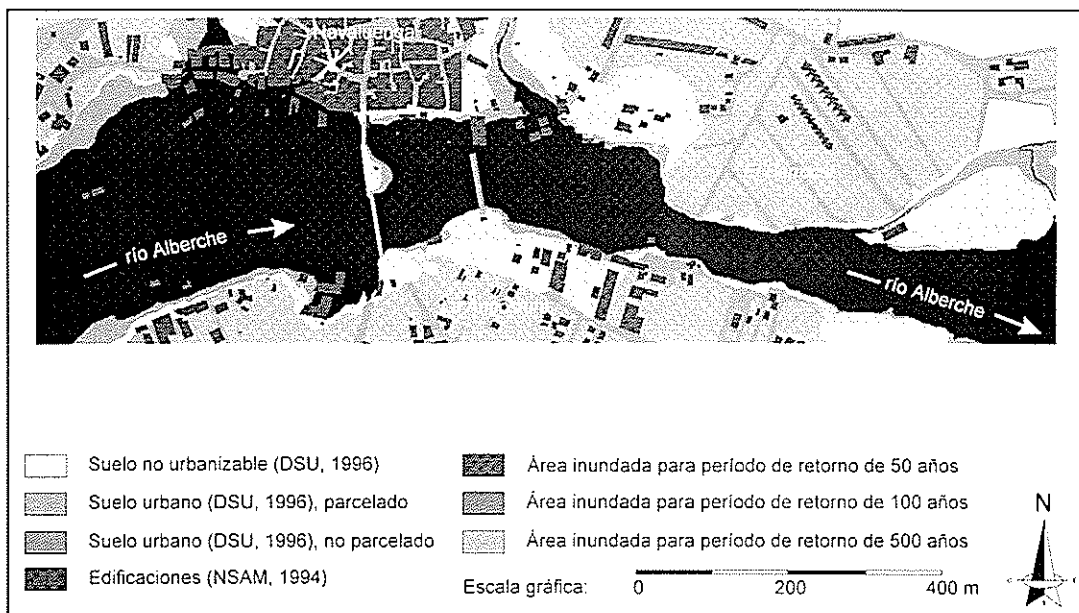 Navaluenga
río Alberche
río Alberche
Suelo no urbanizable (DSU, 1996)
Suelo urbano (DSU, 1996), parcelado
Suelo urbano (DSU, 1996), no parcelado
Edificaciones (NSAM, 1994)
Área inundada para período de retorno de 50 años
Área inundada para período de retorno de 100 años
Área inundada para período de retorno de 500 años
Escala gráfica: 0 200 400 m
N